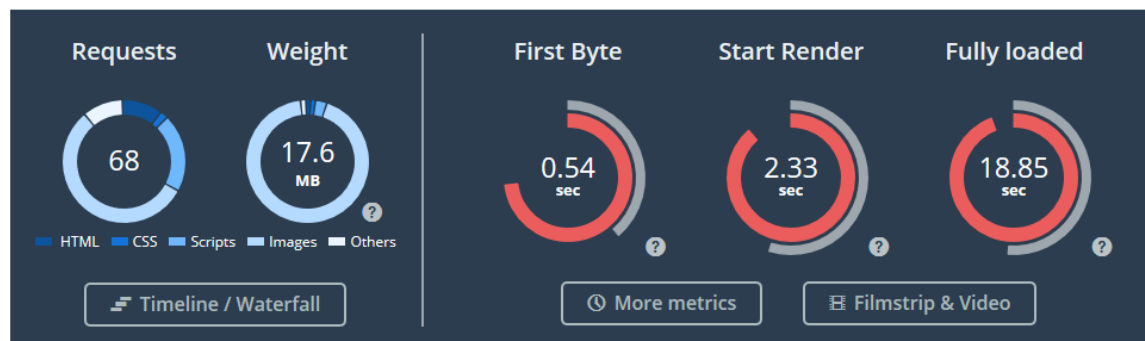 Requests
Weight
First Byte
Start Render
Fully loaded
68
17.6
MB
0.54
sec
2.33
sec
18.85
sec
?
?
?
?
HTML CSS Scripts Images Others
Timeline / Waterfall
More metrics
Filmstrip & Video